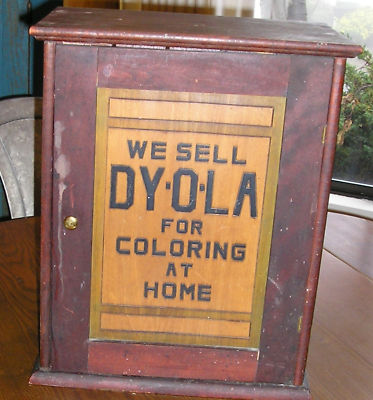 WE SELL
DY-O-LA
FOR
COLORING
AT
HOME